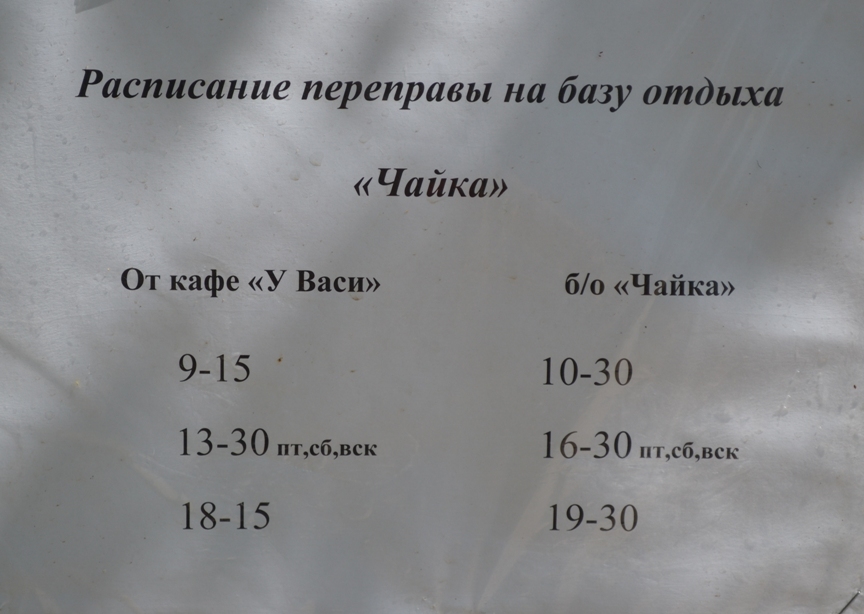 Расписание переправы на базу отдыха
«Чайка»
От кафе «У Васи» б/о «Чайка»
9-15 10-30
13-30 пт,сб,вск 16-30 пт,сб,вск
18-15 19-30